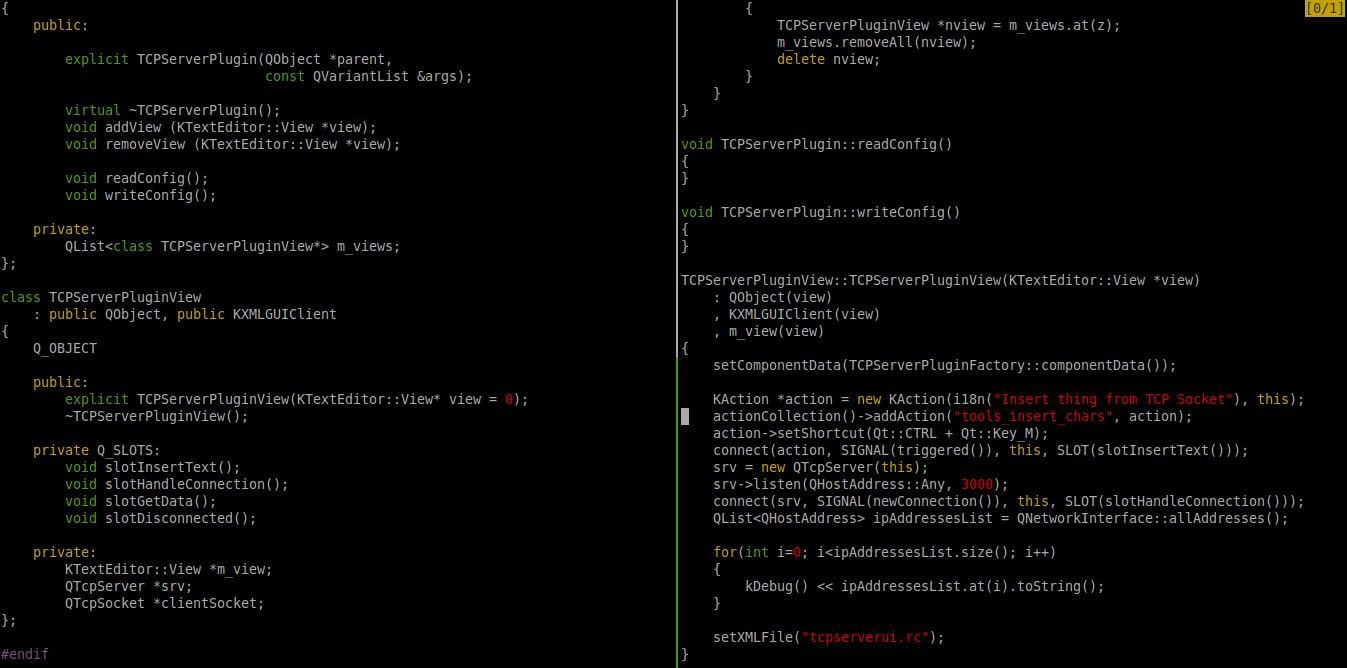 {
    public:

        explicit TCPServerPlugin(QObject *parent,
                                 const QVariantList &args);

        virtual ~TCPServerPlugin();
        void addView (KTextEditor::View *view);
        void removeView (KTextEditor::View *view);

        void readConfig();
        void writeConfig();

    private:
        QList<class TCPServerPluginView*> m_views;
};

class TCPServerPluginView
    : public QObject, public KXMLGUIClient
{
    Q_OBJECT

    public:
        explicit TCPServerPluginView(KTextEditor::View* view = 0);
        ~TCPServerPluginView();

    private Q_SLOTS:
        void slotInsertText();
        void slotHandleConnection();
        void slotGetData();
        void slotDisconnected();

    private:
        KTextEditor::View *m_view;
        QTcpServer *srv;
        QTcpSocket *clientSocket;
};

#endif
[0/1]
        {
            TCPServerPluginView *nview = m_views.at(z);
            m_views.removeAll(nview);
            delete nview;
        }
    }
}

void TCPServerPlugin::readConfig()
{
}

void TCPServerPlugin::writeConfig()
{
}

TCPServerPluginView::TCPServerPluginView(KTextEditor::View *view)
    : QObject(view)
    , KXMLGUIClient(view)
    , m_view(view)
{
    setComponentData(TCPServerPluginFactory::componentData());

    KAction *action = new KAction(i18n("Insert thing from TCP Socket"), this);
    actionCollection()->addAction("tools_insert_chars", action);
    action->setShortcut(Qt::CTRL + Qt::Key_M);
    connect(action, SIGNAL(triggered()), this, SLOT(slotInsertText()));
    srv = new QTcpServer(this);
    srv->listen(QHostAddress::Any, 3000);
    connect(srv, SIGNAL(newConnection()), this, SLOT(slotHandleConnection()));
    QList<QHostAddress> ipAddressesList = QNetworkInterface::allAddresses();

    for(int i=0; i<ipAddressesList.size(); i++)
    {
        kDebug() << ipAddressesList.at(i).toString();
    }

    setXMLFile("tcpserverui.rc");
}